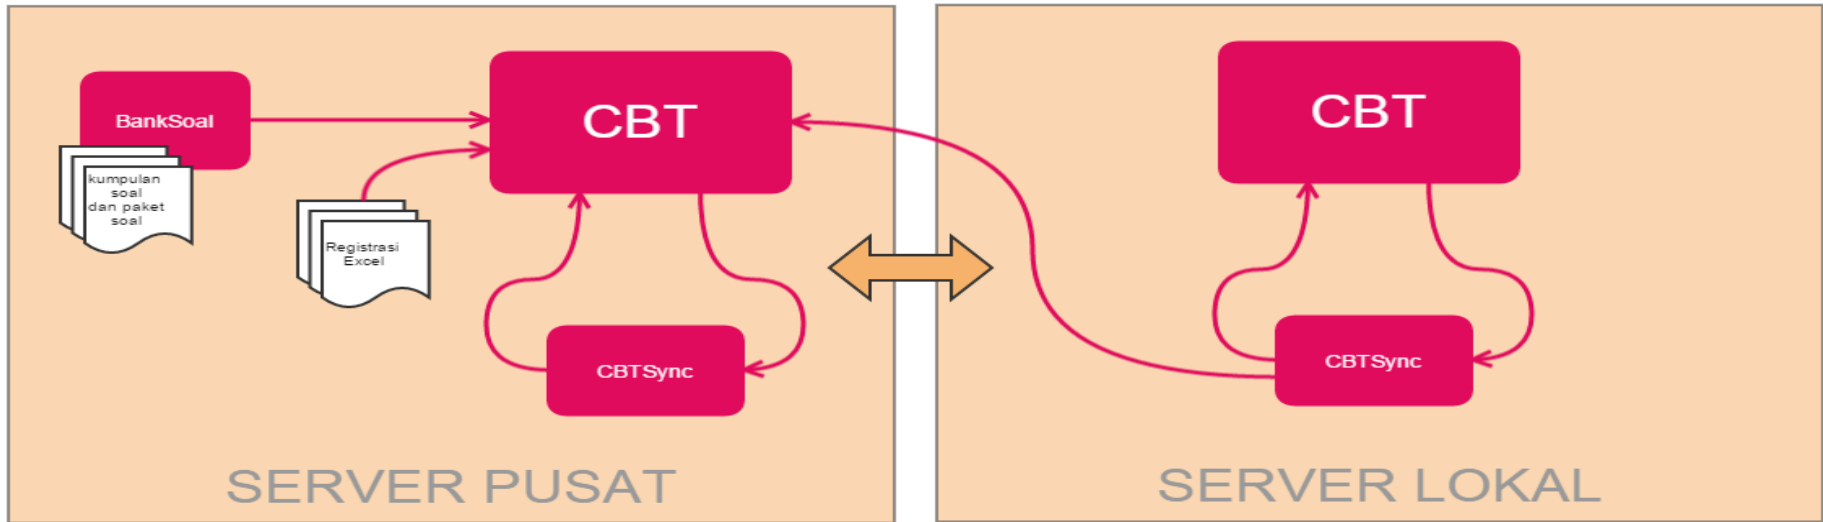 BankSoal
kumpulan
soal
dan paket
soal
Registrasi
Excel
CBT
CBTSync
SERVER PUSAT
CBT
CBTSync
SERVER LOKAL